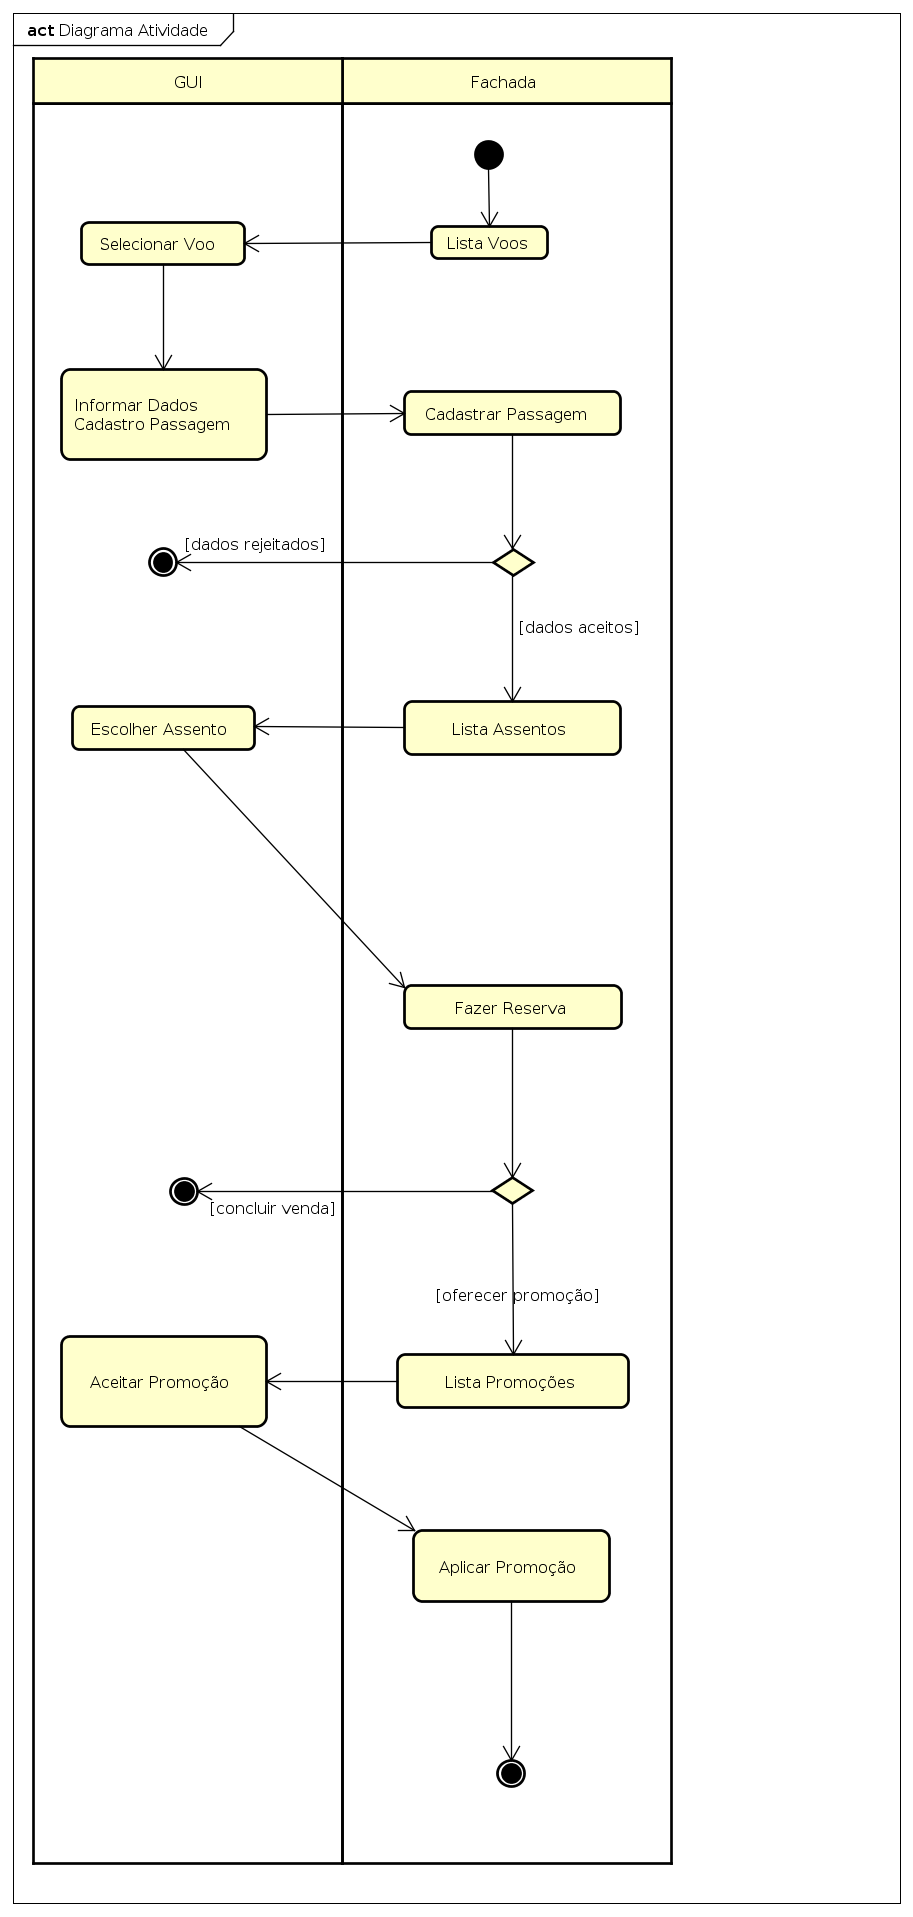 act Diagrama Atividade
GUI
Fachada
Selecionar Voo
Lista Voos
Informar Dados
Cadastro Passagem
Cadastrar Passagem
[dados rejeitados]
[dados aceitos]
Escolher Assento
Lista Assentos
Fazer Reserva
[concluir venda]
[oferecer promoção]
Aceitar Promoção
Lista Promoções
Aplicar Promoção